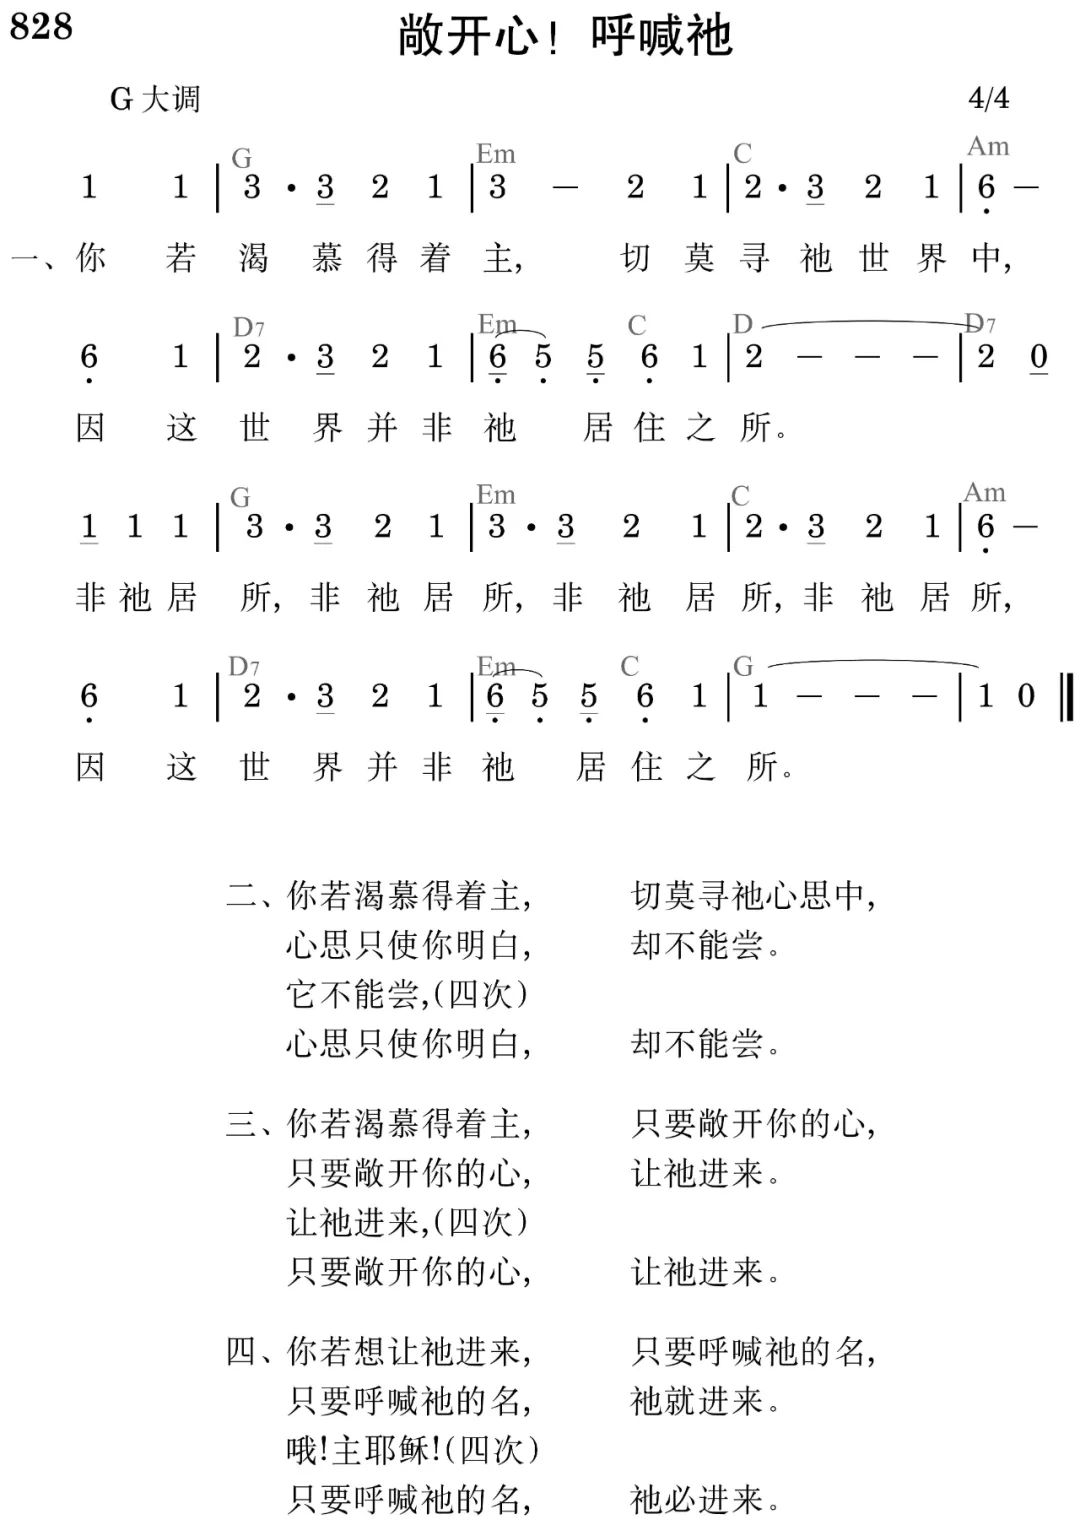 828
敞开心！呼喊祂
G 大调 4/4
G Em C Am
1 1 | 3 · 3 2 1 | 3 — 2 1 | 2 · 3 2 1 | 6 —
一、你若渴慕得着主, 切莫寻祂世界中,
D7 Em C D D7
6 1 | 2 · 3 2 1 | 6 5 5 6 1 | 2 — — — | 2 0
因这世界并非祂居住之所。
G Em C Am
1 1 1 | 3 · 3 2 1 | 3 · 3 2 1 | 2 · 3 2 1 | 6 —
非祂居所, 非祂居所, 非祂居所, 非祂居所,
D7 Em C G
6 1 | 2 · 3 2 1 | 6 5 5 6 1 | 1 — — — | 1 0
因这世界并非祂居住之所。
二、你若渴慕得着主, 切莫寻祂心思中,
心思只使你明白, 却不能尝。
它不能尝,(四次)
心思只使你明白, 却不能尝。
三、你若渴慕得着主, 只要敞开你的心,
只要敞开你的心, 让祂进来。
让祂进来,(四次)
只要敞开你的心, 让祂进来。
四、你若想让祂进来, 只要呼喊祂的名,
只要呼喊祂的名, 祂就进来。
哦!主耶稣!(四次)
只要呼喊祂的名, 祂必进来。